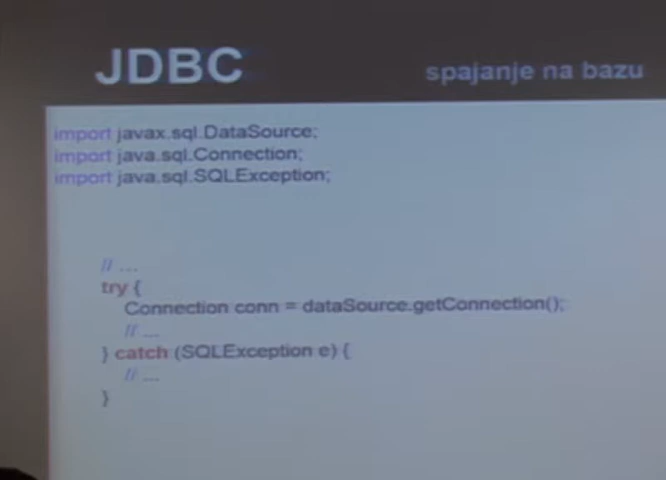 JDBC
spajanje na bazu
import javax.sql.DataSource;
import java.sql.Connection;
import java.sql.SQLException;
// ...
try {
Connection conn = dataSource.getConnection();
// ...
} catch (SQLException e) {
// ...
}